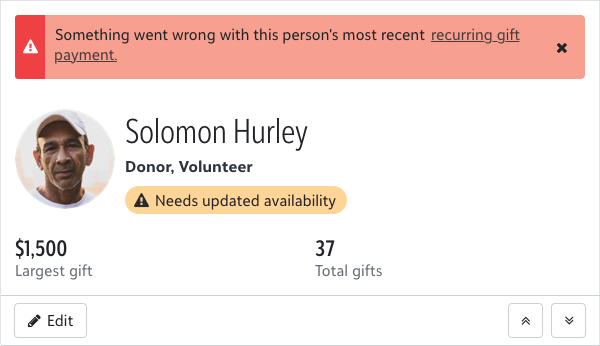 Something went wrong with this person's most recent recurring gift
payment.
Solomon Hurley
Donor, Volunteer
Needs updated availability
$1,500
37
Largest gift
Total gifts
Edit